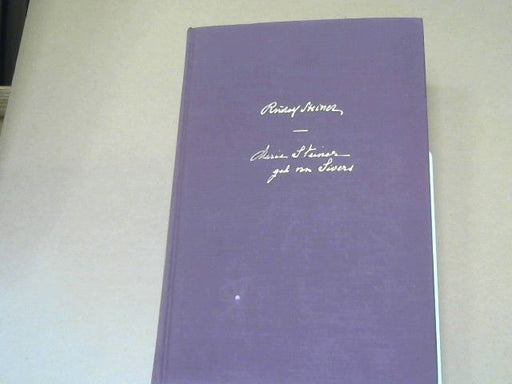 Rudolf Steiner
Marie Steiner
geb von Sivers